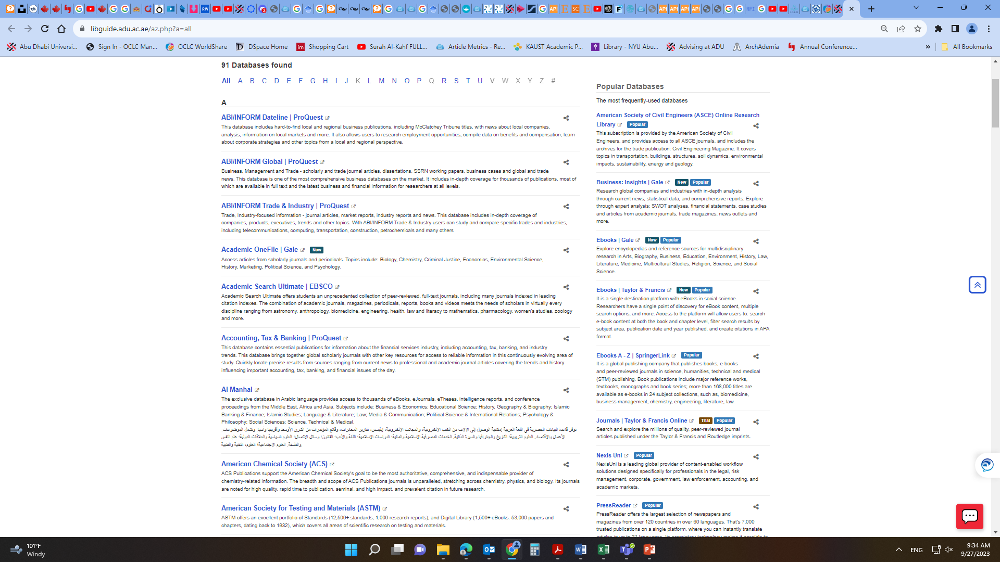 libguide.adu.ac.ae/az.php?a=all
Abu Dhabi Universi...
Sign In - OCLC Man...
OCLC WorldShare
DSpace Home
Shopping Cart
Surah Al-Kahf FULL...
Article Metrics - Re...
KAUST Academic P...
Library - NYU Abu...
Advising at ADU
ArchAdemia
Annual Conference...
»
All Bookmarks
91 Databases found
All A B C D E F G H I J K L M N O P Q R S T U V W X Y Z #
A
ABI/INFORM Dateline | ProQuest
This database includes hard-to-find local and regional business publications, including McClatchey Tribune titles, with news about local companies,
analysis, information on local markets and more. It also allows users to research employment opportunities, compile data on benefits and compensation, learn
about corporate strategies and other topics from a local and regional perspective.
ABI/INFORM Global | ProQuest
Business, Management and Trade - scholarly and trade journal articles, dissertations, SSRN working papers, business cases and global and trade
news. This database is one of the most comprehensive business databases on the market. It includes in-depth coverage for thousands of publications, most of
which are available in full text and the latest business and financial information for researchers at all levels.
ABI/INFORM Trade & Industry | ProQuest
Trade, Industry-focused information - journal articles, market reports, industry reports and news. This database includes in-depth coverage of
companies, products, executives, trends and other topics. With ABI/INFORM Trade & Industry users can study and compare specific trades and industries,
including telecommunications, computing, transportation, construction, petrochemicals and many others
Academic OneFile | Gale New
Access articles from scholarly journals and periodicals. Topics include: Biology, Chemistry, Criminal Justice, Economics, Environmental Science,
History, Marketing, Political Science, and Psychology.
Academic Search Ultimate | EBSCO
Academic Search Ultimate offers students an unprecedented collection of peer-reviewed, full-text journals, including many journals indexed in leading
citation indexes. The combination of academic journals, magazines, periodicals, reports, books and videos meets the needs of scholars in virtually every
discipline ranging from astronomy, anthropology, biomedicine, engineering, health, law and literacy to mathematics, pharmacology, women's studies, zoology
and more.
Accounting, Tax & Banking | ProQuest
This database contains essential publications for information about the financial services industry, including accounting, tax, banking, and industry
trends. This database brings together global scholarly journals with other key resources for access to reliable information in this continuously evolving area of
study. Quickly locate precise results from sources ranging from current news to professional and academic journal articles covering the trends and history
influencing important accounting, tax, banking, and financial issues of the day.
Al Manhal
The exclusive database in Arabic language provides access to thousands of eBooks, eJournals, eTheses, intelligence reports, and conference
proceedings from the Middle East, Africa and Asia. Subjects include: Business & Economics; Educational Science; History, Geography & Biography; Islamic
Banking & Finance; Islamic Studies; Language & Literature; Law; Media & Communication; Political Science & International Relations; Psychology &
Philosophy; Social Sciences; Science, Technical & Medical.
توفر قاعدة البيانات الحصرية في اللغة العربية إمكانية الوصول إلى الآلاف من الكتب الإلكترونية، والمجلات الإلكترونية، إيثيسس، تقارير المخابرات، وقائع المؤتمرات من الشرق الأوسط وأفريقيا وآسيا. وتشمل الموضوعات:
الأعمال والاقتصاد. العلوم التربوية؛ التاريخ والجغرافيا والسيرة الذاتية. الخدمات المصرفية الإسلامية والمالية؛ الدراسات الإسلامية؛ اللغة والأدب؛ القانون؛ وسائل الاتصال؛ العلوم السياسية والعلاقات الدولية؛ علم النفس
والفلسفة. العلوم الاجتماعية؛ العلوم، التقنية والطبية.
American Chemical Society (ACS)
ACS Publications support the American Chemical Society's goal to be the most authoritative, comprehensive, and indispensable provider of
chemistry-related information. The breadth and scope of ACS Publications journals is unparalleled, stretching across chemistry, physics, and biology. Its journals
are noted for high quality, rapid time to publication, seminal, and high impact, and prevalent citation in future research.
American Society for Testing and Materials (ASTM)
ASTM offers an excellent portfolio of Standards (12,500+ standards, 1,000 research reports), and Digital Library (1,500+ eBooks. 53,000 papers and
chapters, dating back to 1932), which covers all areas of scientific research on testing and materials.
Popular Databases
The most frequently-used databases
American Society of Civil Engineers (ASCE) Online Research
Library Popular
This subscription is provided by the American Society of Civil
Engineers, and provides access to all ASCE journals, and includes the
archives for the trade publication: Civil Engineering Magazine. It covers
topics in transportation, buildings, structures, soil dynamics, environmental
impacts, sustainability, energy and geology.
Business: Insights | Gale New Popular
Research global companies and industries with in-depth analysis
through current news, statistical data, and comprehensive reports. Explore
through expert analysis; SWOT analyses, financial statements, case studies
and articles from academic journals, trade magazines, news outlets and
more.
Ebooks | Gale New Popular
Explore encyclopedias and reference sources for multidisciplinary
research in Arts, Biography, Business, Education, Environment, History, Law,
Literature, Medicine, Multicultural Studies, Religion, Science, and Social
Science.
Ebooks | Taylor & Francis New Popular
It is a single destination platform with eBooks in social science.
Researchers have a single point of discovery for eBook content, multiple
search options, and more. Access to the platform will allow users to: search
e-book content at both the book and chapter level, filter search results by
subject area, publication date and year published, and create citations in APA
format.
Ebooks A - Z | SpringerLink Popular
It is a global publishing company that publishes books, e-books
and peer-reviewed journals in science, humanities, technical and medical
(STM) publishing. Book publications include major reference works,
textbooks, monographs and book series; more than 168,000 titles are
available as e-books in 24 subject collections, such as, biomedicine,
business management, chemistry, engineering, literature, law.
Journals | Taylor & Francis Online Trial Popular
Search and explore the millions of quality, peer-reviewed journal
articles published under the Taylor & Francis and Routledge imprints.
Nexis Uni Popular
NexisUni is a leading global provider of content-enabled workflow
solutions designed specifically for professionals in the legal, risk
management, corporate, government, law enforcement, accounting, and
academic markets.
PressReader Popular
PressReader offers the largest selection of newspapers and
magazines from over 120 countries in over 60 languages. That's 7,000
trusted publications on a single platform, where you can instantly translate
articles in up to 21 languages. Its proprietary technology makes it possible to
101°F
Windy
ENG
9:34 AM
9/27/2023